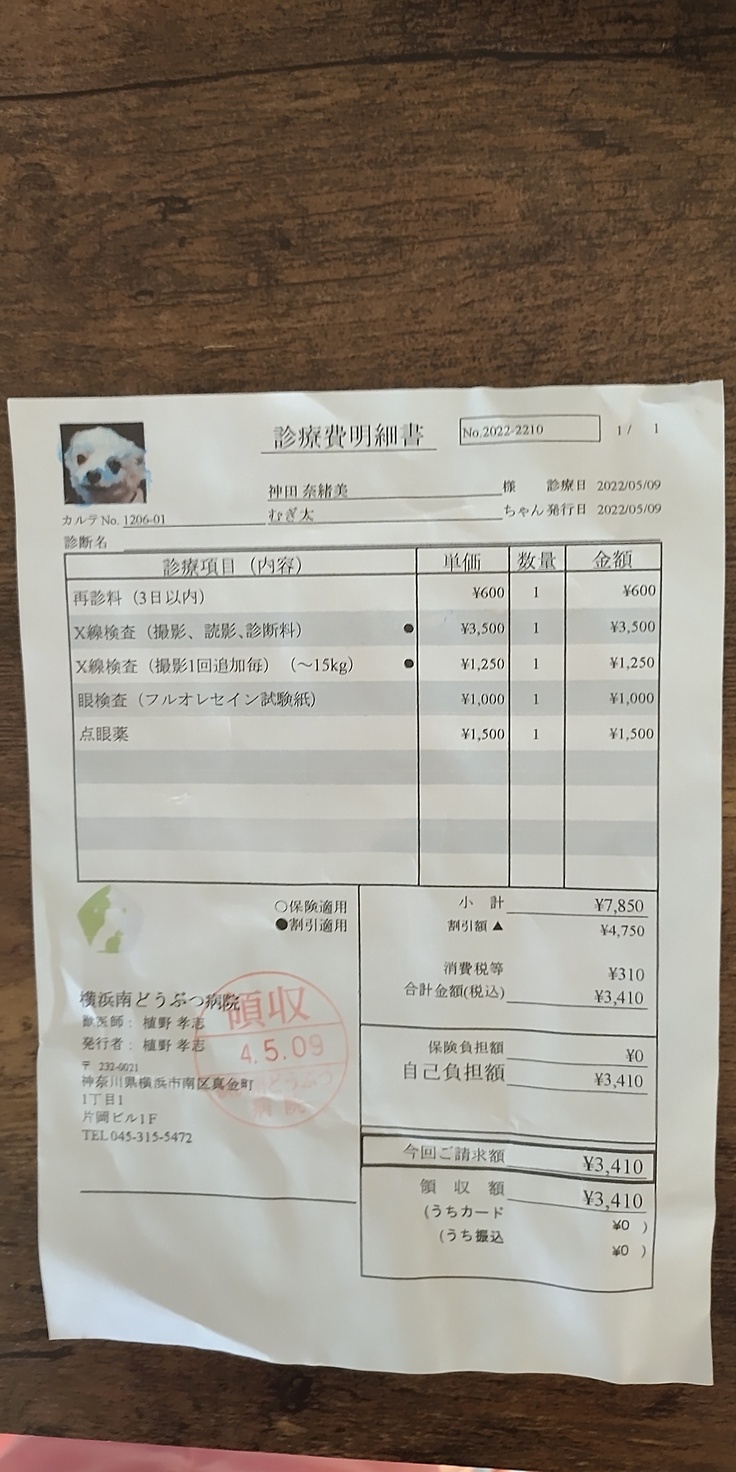 診療費明細書 No.2022-2210 1 / 1
神田 奈緒美 様 診療日 2022/05/09
カルテNo. 1206-01 むぎ太 ちゃん 発行日 2022/05/09
診断名
診療項目（内容） 単価 数量 金額
再診料（3日以内） ¥600 1 ¥600
X線検査（撮影、読影、診断料） ● ¥3,500 1 ¥3,500
X線検査（撮影1回追加毎）（〜15kg） ● ¥1,250 1 ¥1,250
眼検査（フルオレセイン試験紙） ¥1,000 1 ¥1,000
点眼薬 ¥1,500 1 ¥1,500
○保険適用
●割引適用
小 計 ¥7,850
割引額 ▲ ¥4,750
消費税等 ¥310
合計金額(税込) ¥3,410
保険負担額 ¥0
自己負担額 ¥3,410
今回ご請求額 ¥3,410
領 収 額 ¥3,410
(うちカード ¥0 )
(うち振込 ¥0 )
横浜南どうぶつ病院
獣医師： 植野 孝志
発行者： 植野 孝志
〒 232-0021
神奈川県横浜市南区真金町
1丁目1
片岡ビル1F
TEL 045-315-5472
領収
4.5.09
どうぶつ
病院